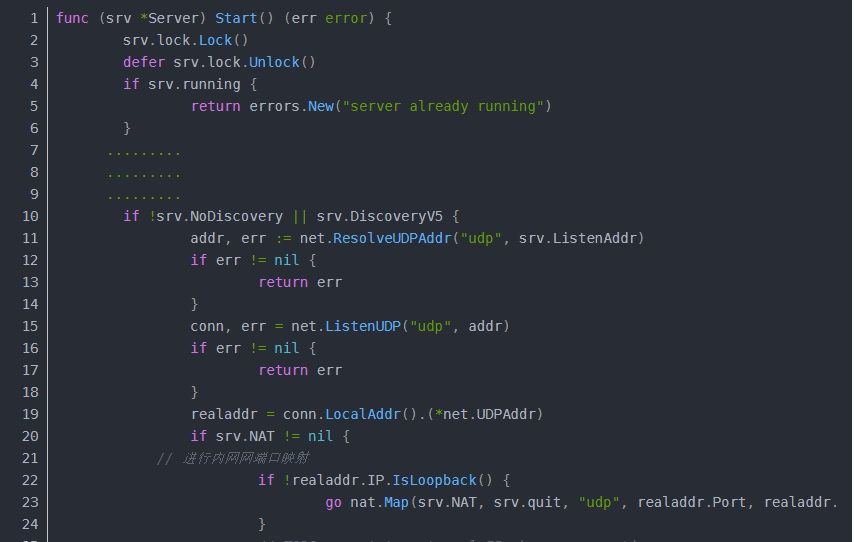 1 func (srv *Server) Start() (err error) {
2 srv.lock.Lock()
3 defer srv.lock.Unlock()
4 if srv.running {
5 return errors.New("server already running")
6 }
7 .........
8 .........
9 .........
10 if !srv.NoDiscovery || srv.DiscoveryV5 {
11 addr, err := net.ResolveUDPAddr("udp", srv.ListenAddr)
12 if err != nil {
13 return err
14 }
15 conn, err = net.ListenUDP("udp", addr)
16 if err != nil {
17 return err
18 }
19 realaddr = conn.LocalAddr().(*net.UDPAddr)
20 if srv.NAT != nil {
21 // 进行内网网端口映射
22 if !realaddr.IP.IsLoopback() {
23 go nat.Map(srv.NAT, srv.quit, "udp", realaddr.Port, realaddr.
24 }